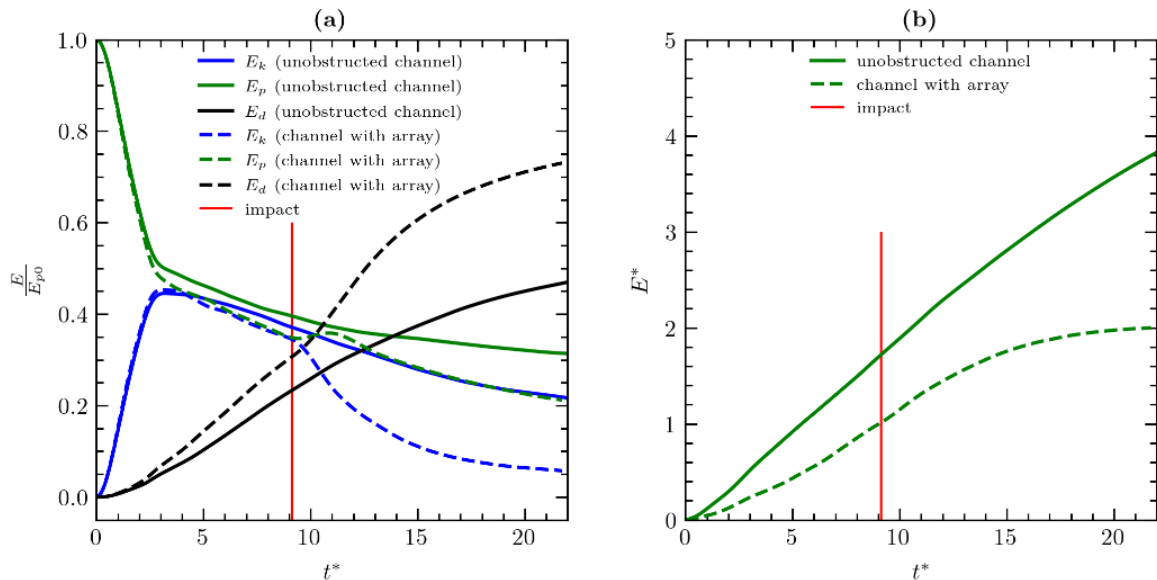 (a)
1.0
0.8
0.6
0.4
0.2
0.0
E/E_{p0}
E_k (unobstructed channel)
E_p (unobstructed channel)
E_d (unobstructed channel)
E_k (channel with array)
E_p (channel with array)
E_d (channel with array)
impact
0 5 10 15 20
t*
(b)
5
4
3
2
1
0
E*
unobstructed channel
channel with array
impact
0 5 10 15 20
t*